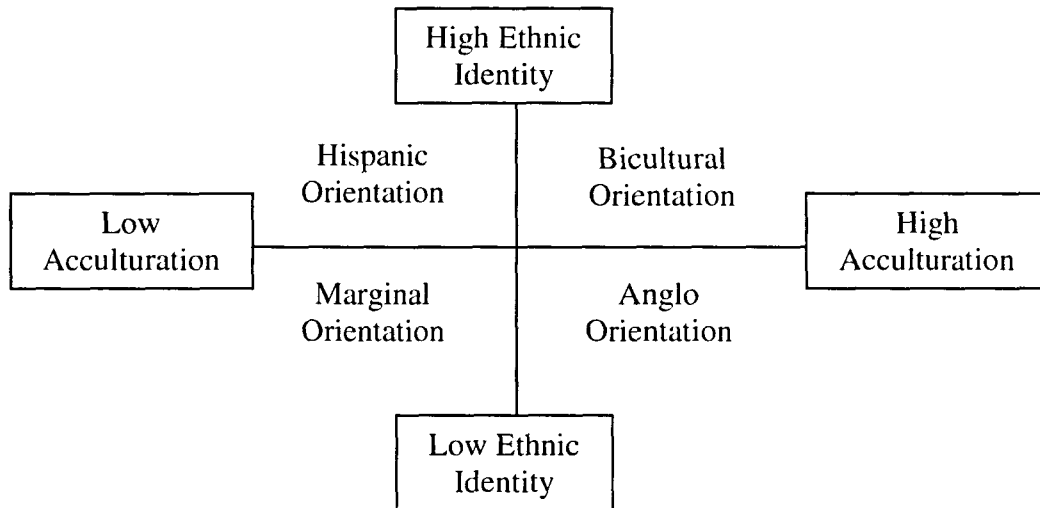 High Ethnic
Identity
Hispanic
Orientation
Bicultural
Orientation
Low
Acculturation
High
Acculturation
Marginal
Orientation
Anglo
Orientation
Low Ethnic
Identity